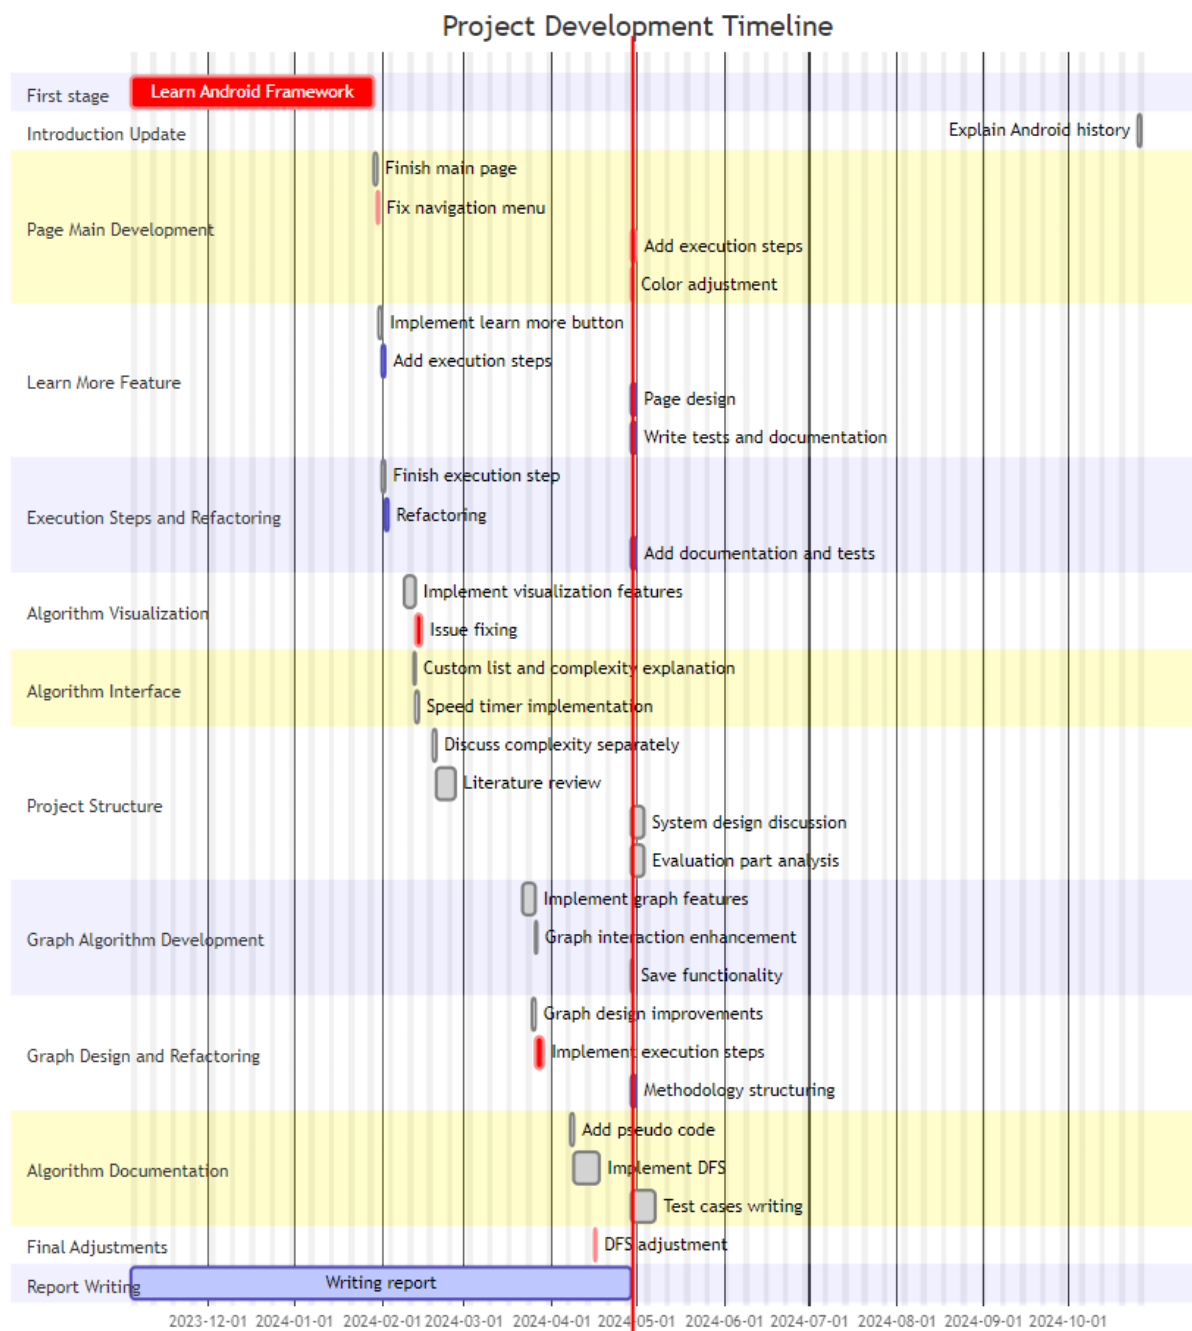 Project Development Timeline
First stage
Learn Android Framework
Introduction Update
Explain Android history
Page Main Development
Finish main page
Fix navigation menu
Add execution steps
Color adjustment
Learn More Feature
Implement learn more button
Add execution steps
Page design
Write tests and documentation
Execution Steps and Refactoring
Finish execution step
Refactoring
Add documentation and tests
Algorithm Visualization
Implement visualization features
Issue fixing
Algorithm Interface
Custom list and complexity explanation
Speed timer implementation
Project Structure
Discuss complexity separately
Literature review
System design discussion
Evaluation part analysis
Graph Algorithm Development
Implement graph features
Graph interaction enhancement
Save functionality
Graph Design and Refactoring
Graph design improvements
Implement execution steps
Methodology structuring
Algorithm Documentation
Add pseudo code
Implement DFS
Test cases writing
Final Adjustments
DFS adjustment
Report Writing
Writing report
2023-12-01 2024-01-01 2024-02-01 2024-03-01 2024-04-01 2024-05-01 2024-06-01 2024-07-01 2024-08-01 2024-09-01 2024-10-01